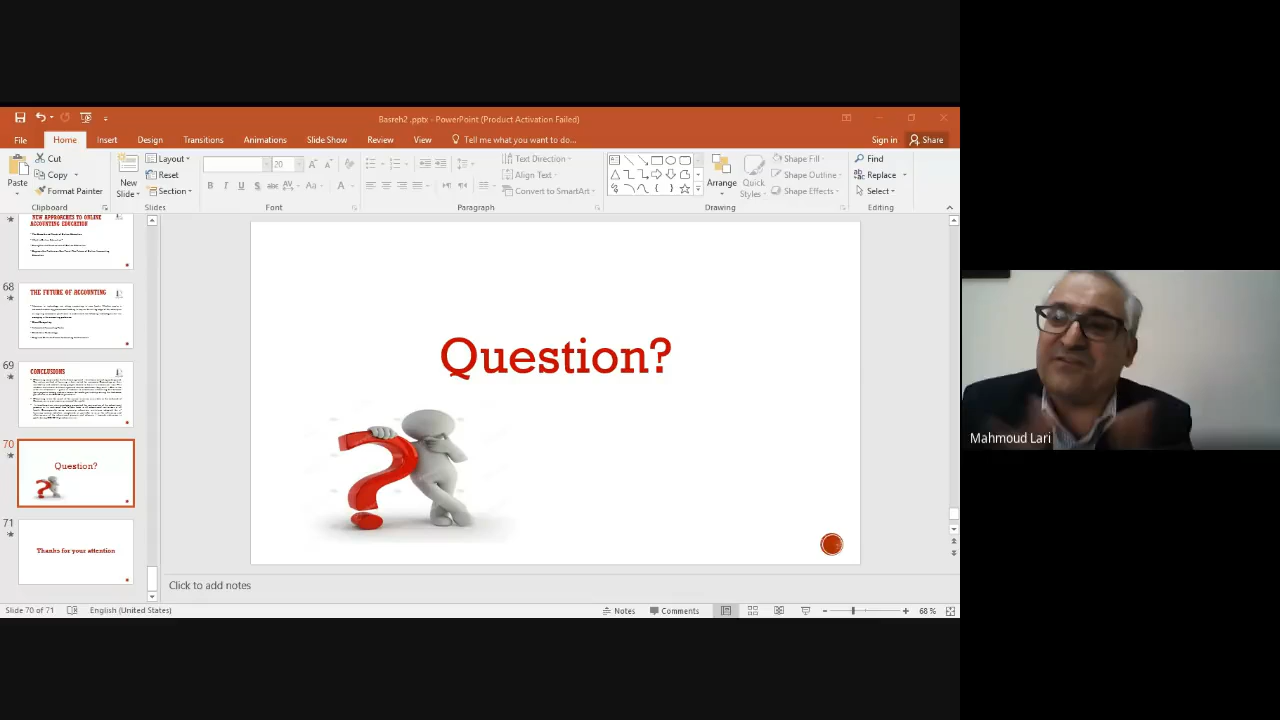 Basreh2 .pptx - PowerPoint (Product Activation Failed)
File Home Insert Design Transitions Animations Slide Show Review View Tell me what you want to do... Sign in Share
Paste
Cut
Copy
Format Painter
Clipboard
New Slide
Layout
Reset
Section
Slides
20
B I U S abc AV Aa A
Font
Text Direction
Align Text
Convert to SmartArt
Paragraph
Arrange
Quick Styles
Shape Fill
Shape Outline
Shape Effects
Drawing
Find
Replace
Select
Editing
NEW APPROACHES TO ONLINE
ACCOUNTING EDUCATION
68
THE FUTURE OF ACCOUNTING
69
CONCLUSIONS
70
Question?
71
Thanks for your attention
Question?
Click to add notes
Slide 70 of 71 English (United States) Notes Comments 68 %
Mahmoud Lari